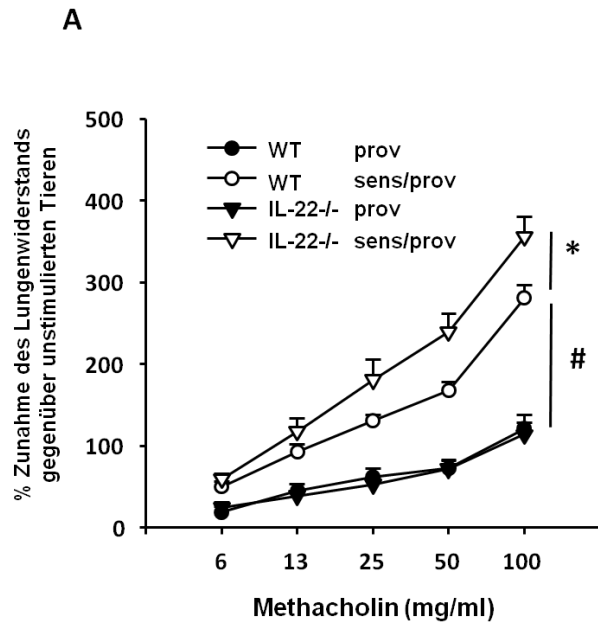 A
% Zunahme des Lungenwiderstands
gegenüber unstimulierten Tieren
500
400
300
200
100
0
WT prov
WT sens/prov
IL-22-/- prov
IL-22-/- sens/prov
*
#
6 13 25 50 100
Methacholin (mg/ml)